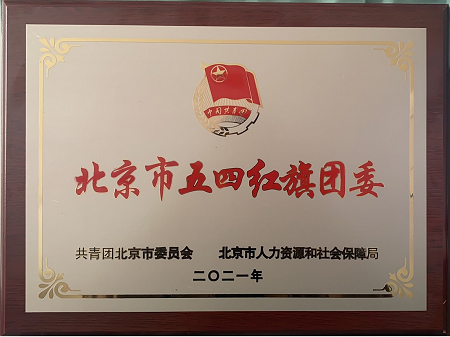 中国共青团
北京市五四红旗团委
共青团北京市委员会 北京市人力资源和社会保障局
二〇二一年